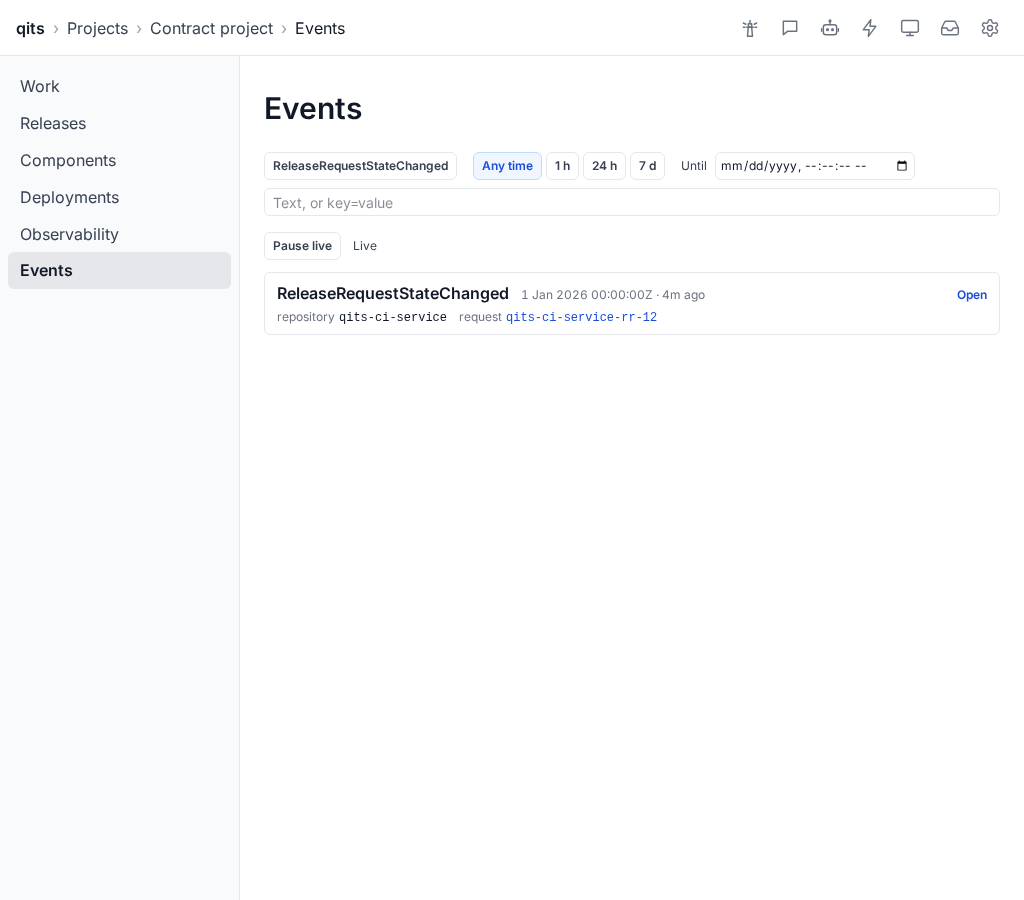 qits › Projects › Contract project › Events
Work
Releases
Components
Deployments
Observability
Events
Events
ReleaseRequestStateChanged Any time 1 h 24 h 7 d Until mm/dd/yyyy, --:--:-- --
Text, or key=value
Pause live Live
ReleaseRequestStateChanged 1 Jan 2026 00:00:00Z · 4m ago Open
repository qits-ci-service request qits-ci-service-rr-12